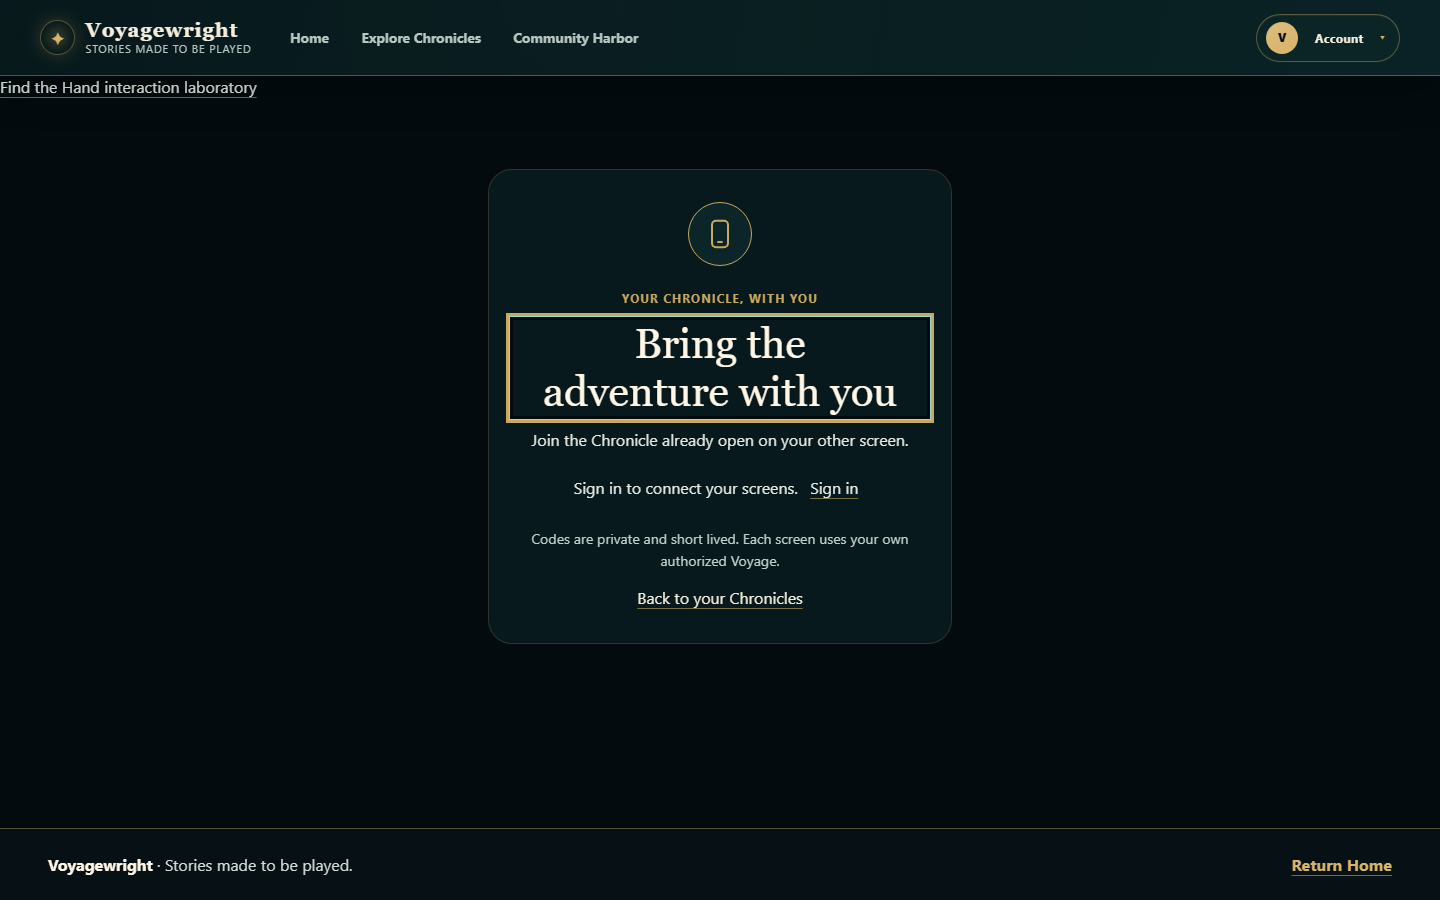 Voyagewright
STORIES MADE TO BE PLAYED
Home
Explore Chronicles
Community Harbor
V
Account
Find the Hand interaction laboratory
YOUR CHRONICLE, WITH YOU
Bring the
adventure with you
Join the Chronicle already open on your other screen.
Sign in to connect your screens. Sign in
Codes are private and short lived. Each screen uses your own
authorized Voyage.
Back to your Chronicles
Voyagewright · Stories made to be played.
Return Home